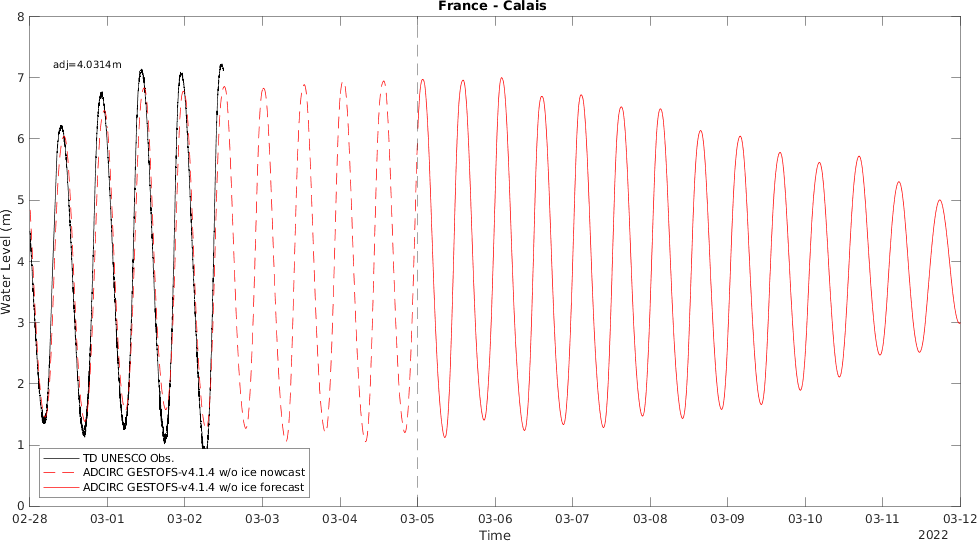 France - Calais
8
7
6
5
4
3
2
1
0
Water Level (m)
adj=4.0314m
TD UNESCO Obs.
ADCIRC GESTOFS-v4.1.4 w/o ice nowcast
ADCIRC GESTOFS-v4.1.4 w/o ice forecast
02-28 03-01 03-02 03-03 03-04 03-05 03-06 03-07 03-08 03-09 03-10 03-11 03-12
Time
2022